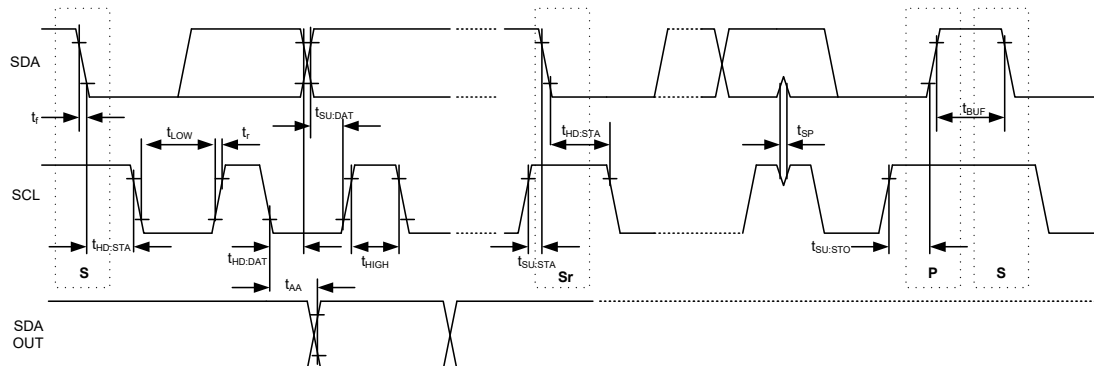 SDA
t_f
t_LOW
t_r
t_SU:DAT
t_HD:STA
t_SP
t_BUF
SCL
t_HD:STA
t_HD:DAT
t_HIGH
t_SU:STA
t_SU:STO
S
Sr
P
S
t_AA
SDA
OUT